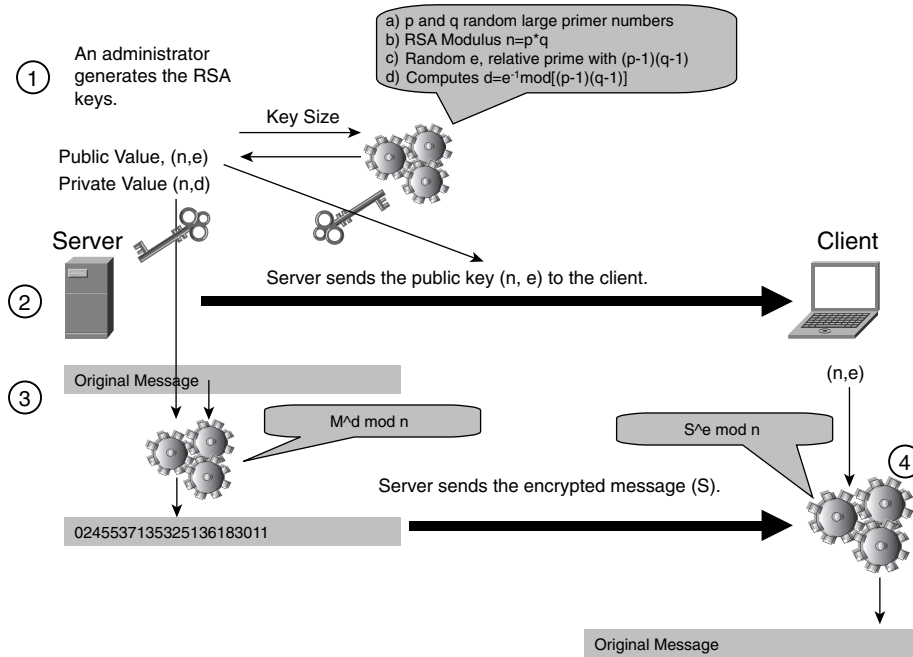 a) p and q random large primer numbers
b) RSA Modulus n=p*q
c) Random e, relative prime with (p-1)(q-1)
d) Computes d=e⁻¹mod[(p-1)(q-1)]
1
An administrator
generates the RSA
keys.
Key Size
Public Value, (n,e)
Private Value (n,d)
Server
Client
Server sends the public key (n, e) to the client.
2
(n,e)
Original Message
3
M^d mod n
S^e mod n
4
Server sends the encrypted message (S).
0245537135325136183011
Original Message